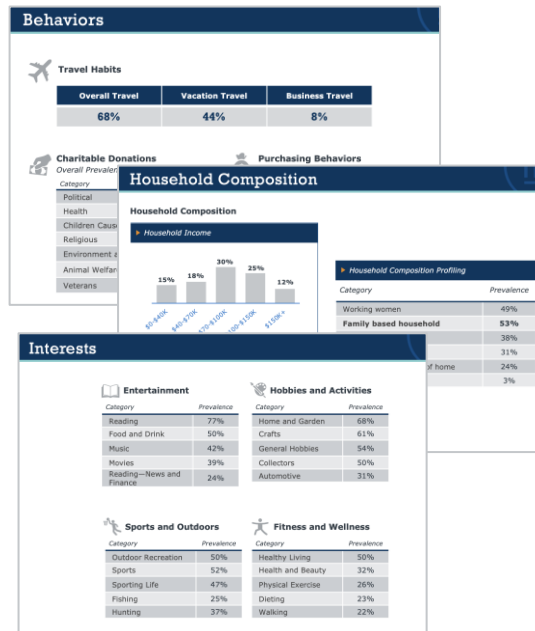 Behaviors
Travel Habits
Overall Travel Vacation Travel Business Travel
68% 44% 8%
Charitable Donations
Overall
Category
Political
Health
Children
Religious
Environment
Animal
Veterans
Purchasing Behaviors
Household Composition
Household Composition
Household Income
15% 18% 30% 25% 12%
$0-$40K $40-$70K $70-$100K $100-$150K $150K+
Household Composition Profiling
Category Prevalence
Working women 49%
Family based household 53%
38%
31%
of home 24%
3%
Interests
Entertainment
Category Prevalence
Reading 77%
Food and Drink 50%
Music 42%
Movies 39%
Reading—News and
Finance 24%
Hobbies and Activities
Category Prevalence
Home and Garden 68%
Crafts 61%
General Hobbies 54%
Collectors 50%
Automotive 31%
Sports and Outdoors
Category Prevalence
Outdoor Recreation 50%
Sports 52%
Sporting Life 47%
Fishing 25%
Hunting 37%
Fitness and Wellness
Category Prevalence
Healthy Living 50%
Health and Beauty 32%
Physical Exercise 26%
Dieting 23%
Walking 22%